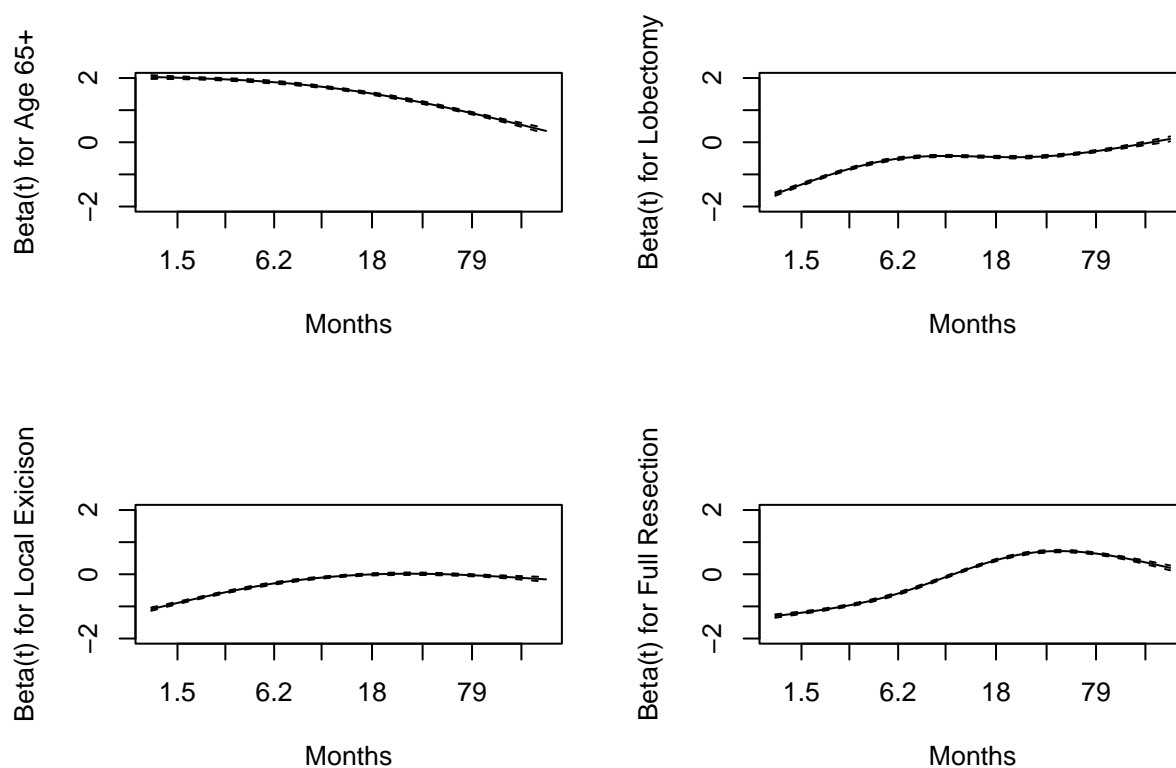 Beta(t) for Age 65+
2
0
−2
1.5 6.2 18 79
Months
Beta(t) for Lobectomy
2
0
−2
1.5 6.2 18 79
Months
Beta(t) for Local Exicison
2
0
−2
1.5 6.2 18 79
Months
Beta(t) for Full Resection
2
0
−2
1.5 6.2 18 79
Months